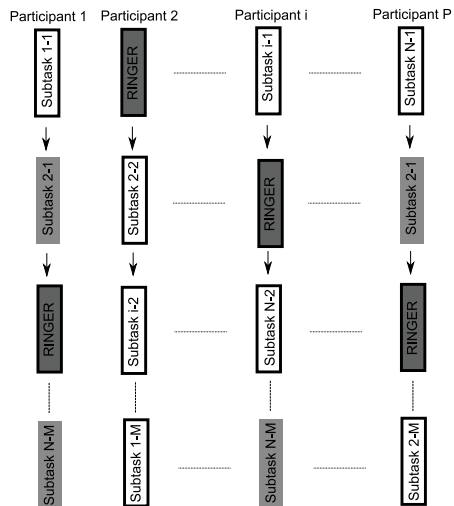 Participant 1
Participant 2
Participant i
Participant P
Subtask 1-1
RINGER
Subtask i-1
Subtask N-1
Subtask 2-1
Subtask 2-2
RINGER
Subtask 2-1
RINGER
Subtask i-2
Subtask N-2
RINGER
Subtask N-M
Subtask 1-M
Subtask N-M
Subtask 2-M